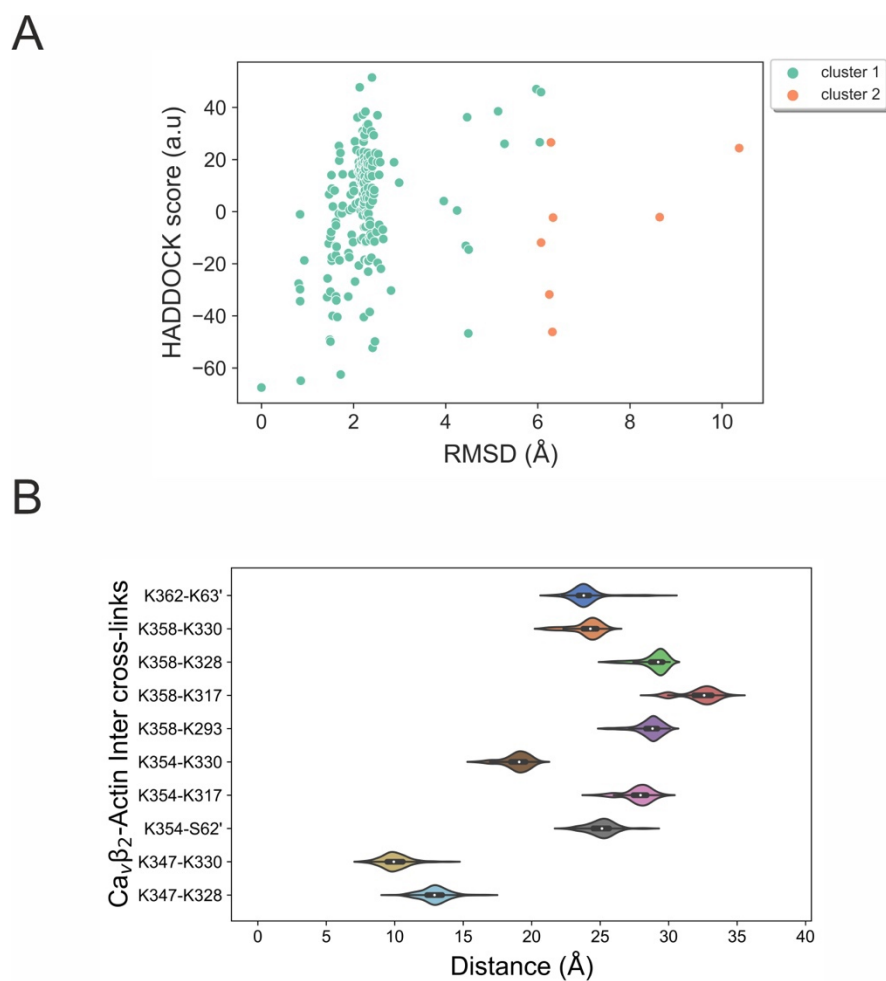 A
cluster 1
cluster 2
HADDOCK score (a.u)
40
20
0
−20
−40
−60
0 2 4 6 8 10
RMSD (Å)
B
Caᵥβ₂-Actin Inter cross-links
K362-K63'
K358-K330
K358-K328
K358-K317
K358-K293
K354-K330
K354-K317
K354-S62'
K347-K330
K347-K328
0 5 10 15 20 25 30 35 40
Distance (Å)